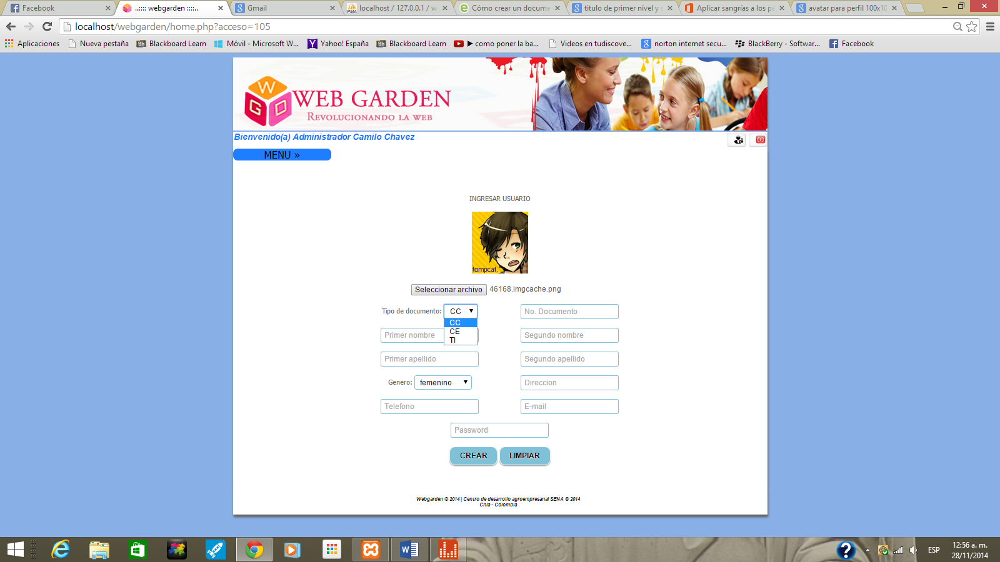 Facebook
..:::: webgarden ::::..
Gmail
localhost / 127.0.0.1 / w
Cómo crear un docume
titulo de primer nivel y s
Aplicar sangrías a los pá
avatar para perfil 100x10
localhost/webgarden/home.php?acceso=105
Aplicaciones
Nueva pestaña
Blackboard Learn
Móvil - Microsoft W...
Yahoo! España
Blackboard Learn
▶ como poner la ba...
Videos en tudiscove...
norton internet secu...
BlackBerry - Softwar...
Facebook
W G D
WEB GARDEN
REVOLUCIONANDO LA WEB
Bienvenido(a) Administrador Camilo Chavez
MENU »
INGRESAR USUARIO
tompcat.
Seleccionar archivo 46168.imgcache.png
Tipo de documento: CC
No. Documento
CC
CE
TI
Primer nombre
Segundo nombre
Primer apellido
Segundo apellido
Genero: femenino
Direccion
Telefono
E-mail
Password
CREAR
LIMPIAR
Webgarden © 2014 | Centro de desarrollo agroempresarial SENA © 2014
Chía - Colombia
ESP
12:56 a. m.
28/11/2014